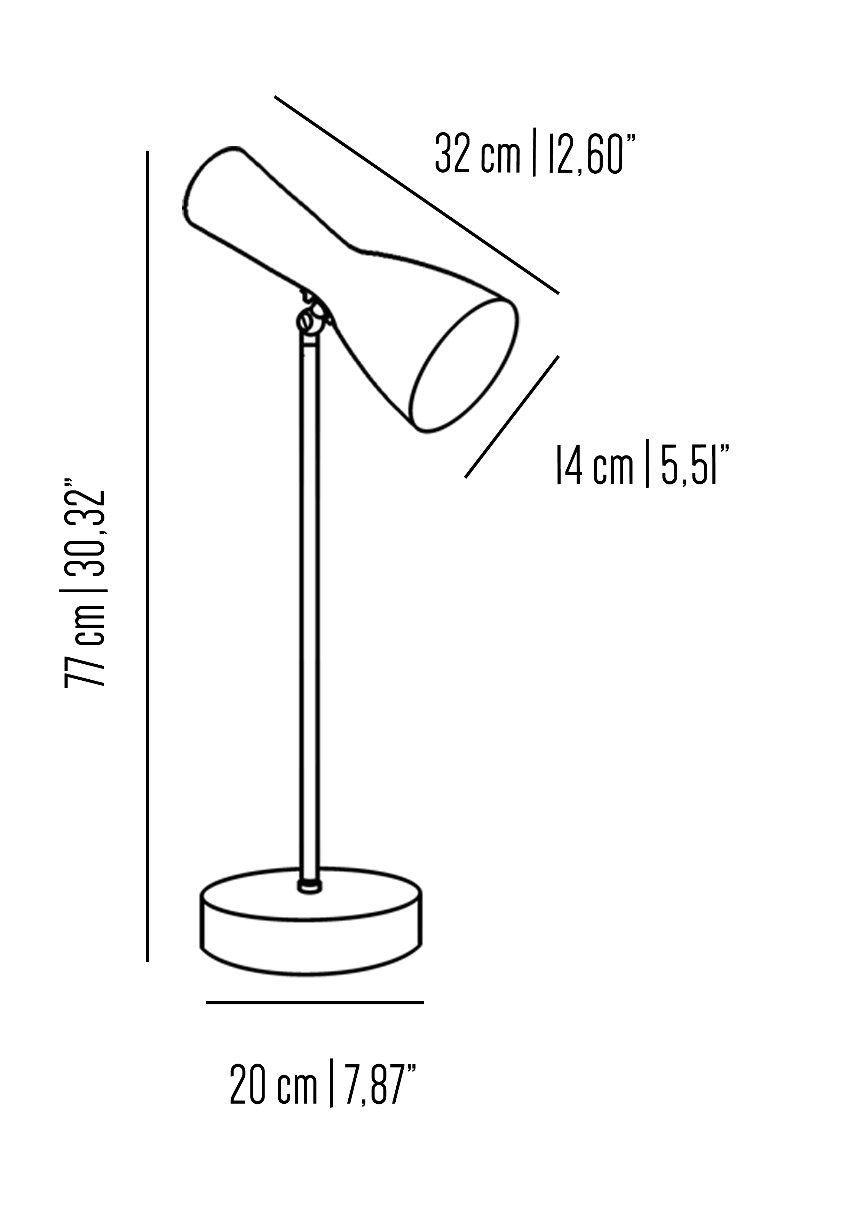 32 cm | 12,60”
14 cm | 5,51”
77 cm | 30,32”
20 cm | 7,87”